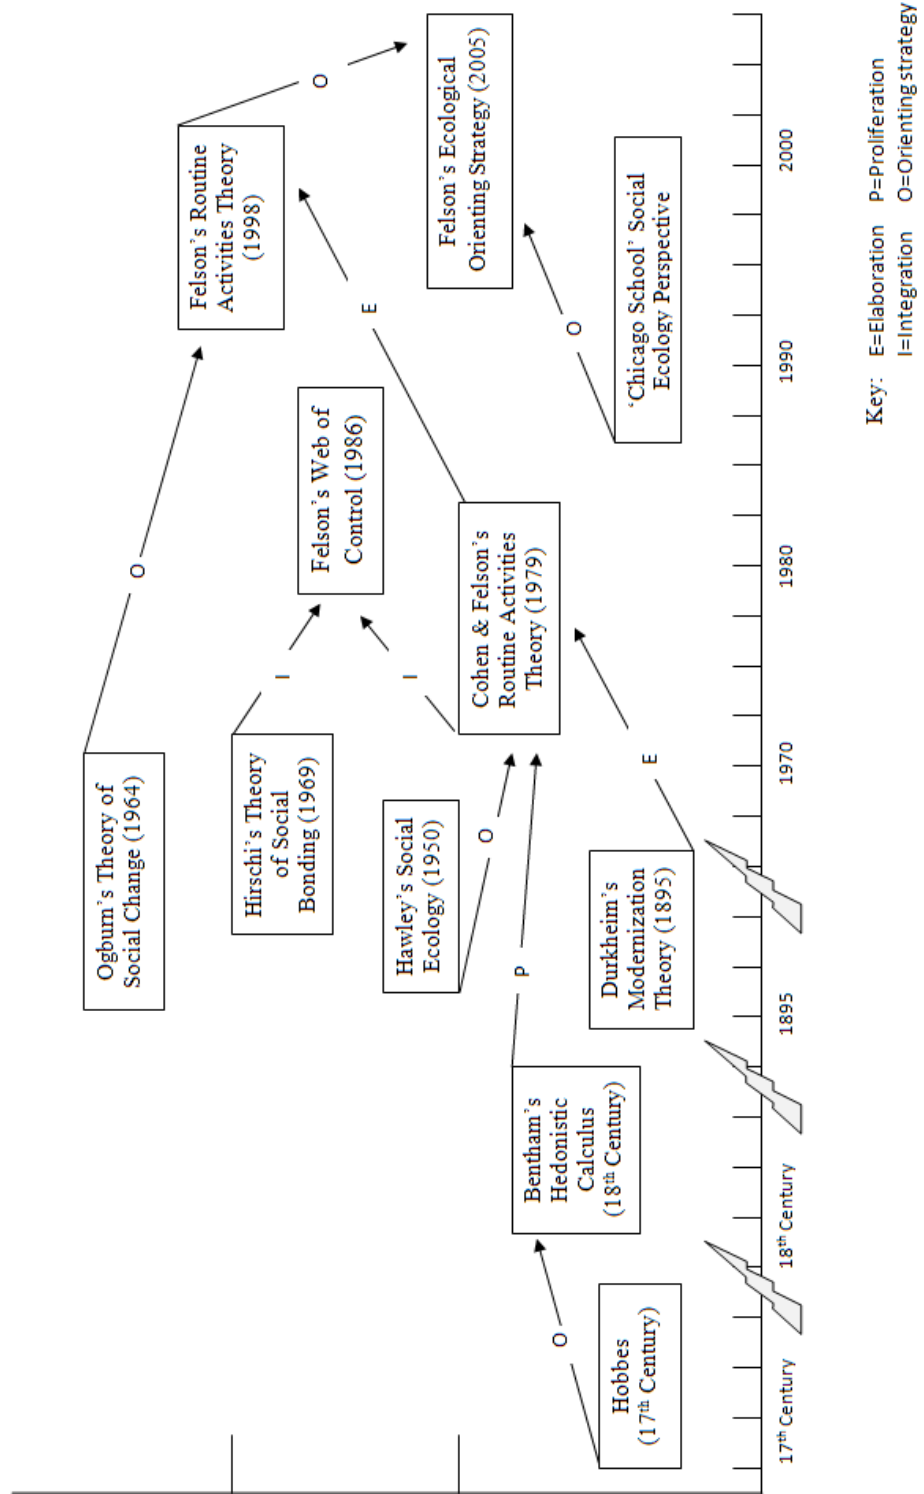 Ogburn's Theory of
Social Change (1964)
O
Felson's Routine
Activities Theory
(1998)
O
Hirschi's Theory
of Social
Bonding (1969)
I
Felson's Web of
Control (1986)
E
Hawley's Social
Ecology (1950)
O
I
Felson's Ecological
Orienting Strategy (2005)
Bentham's
Hedonistic
Calculus
(18th Century)
P
Cohen & Felson's
Routine Activities
Theory (1979)
O
Hobbes
(17th Century)
O
Durkheim's
Modernization
Theory (1895)
E
‘Chicago School’ Social
Ecology Perspective
17th Century
18th Century
1895
1970
1980
1990
2000
Key: E=Elaboration P=Proliferation
I=Integration O=Orienting strategy